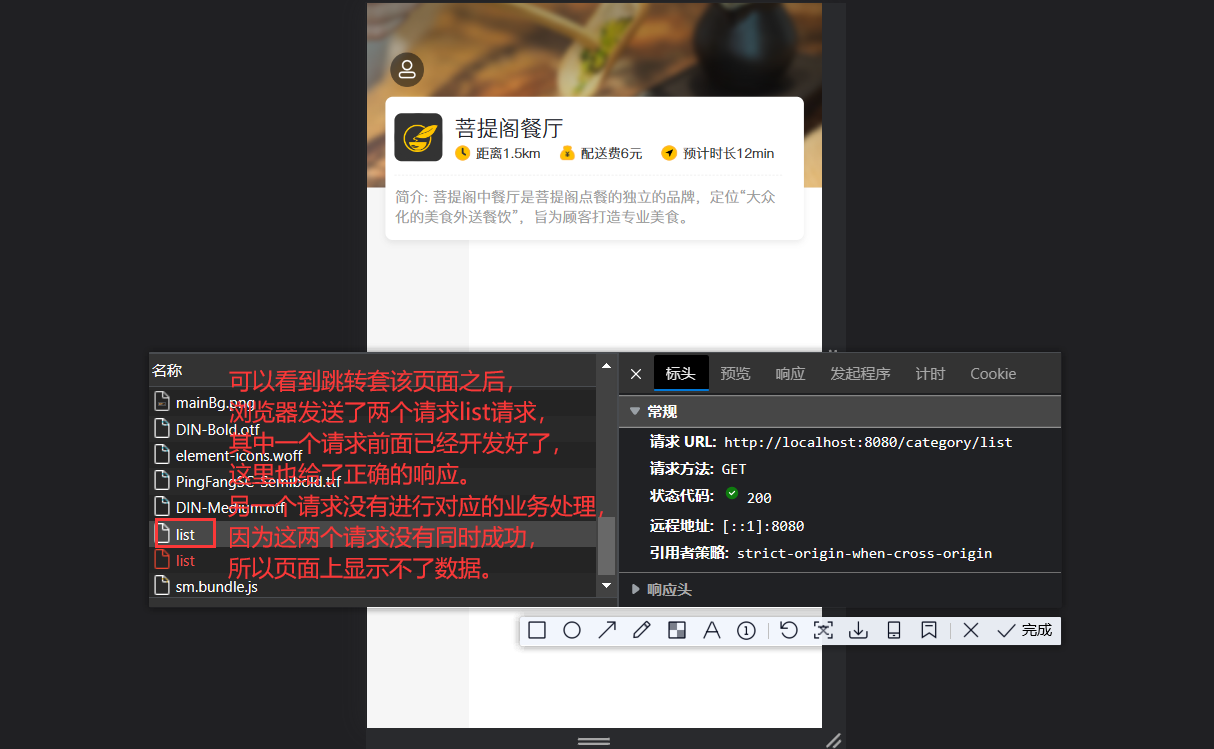 菩提阁餐厅
距离1.5km 配送费6元 预计时长12min
简介: 菩提阁中餐厅是菩提阁点餐的独立的品牌，定位“大众
化的美食外送餐饮”，旨为顾客打造专业美食。
名称
mainBg.png
DIN-Bold.otf
element-icons.woff
PingFangSC-Semibold.ttf
DIN-Medium.otf
list
list
sm.bundle.js
可以看到跳转套该页面之后，
浏览器发送了两个请求list请求，
其中一个请求前面已经开发好了，
这里也给了正确的响应。
另一个请求没有进行对应的业务处理，
因为这两个请求没有同时成功，
所以页面上显示不了数据。
标头 预览 响应 发起程序 计时 Cookie
常规
请求 URL: http://localhost:8080/category/list
请求方法: GET
状态代码: 200
远程地址: [::1]:8080
引用者策略: strict-origin-when-cross-origin
响应头
完成